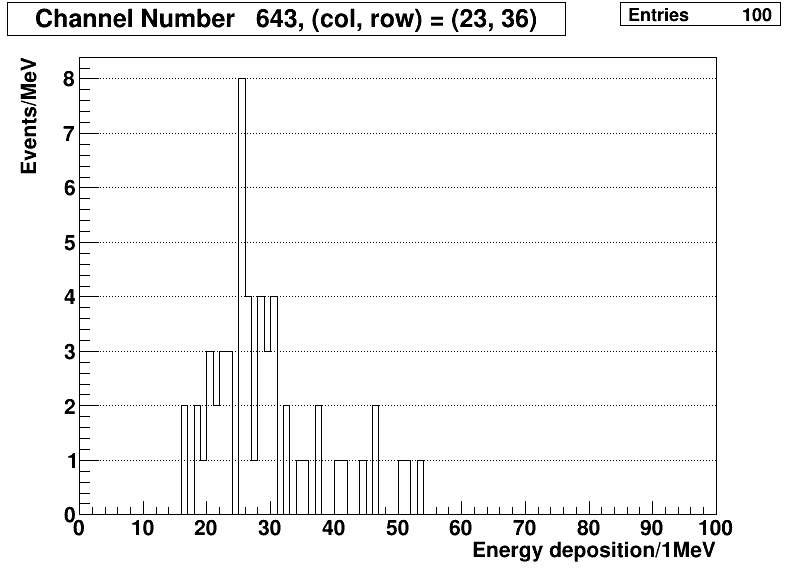 Channel Number 643, (col, row) = (23, 36)
Entries 100
Events/MeV
8
7
6
5
4
3
2
1
0
0 10 20 30 40 50 60 70 80 90 100
Energy deposition/1MeV